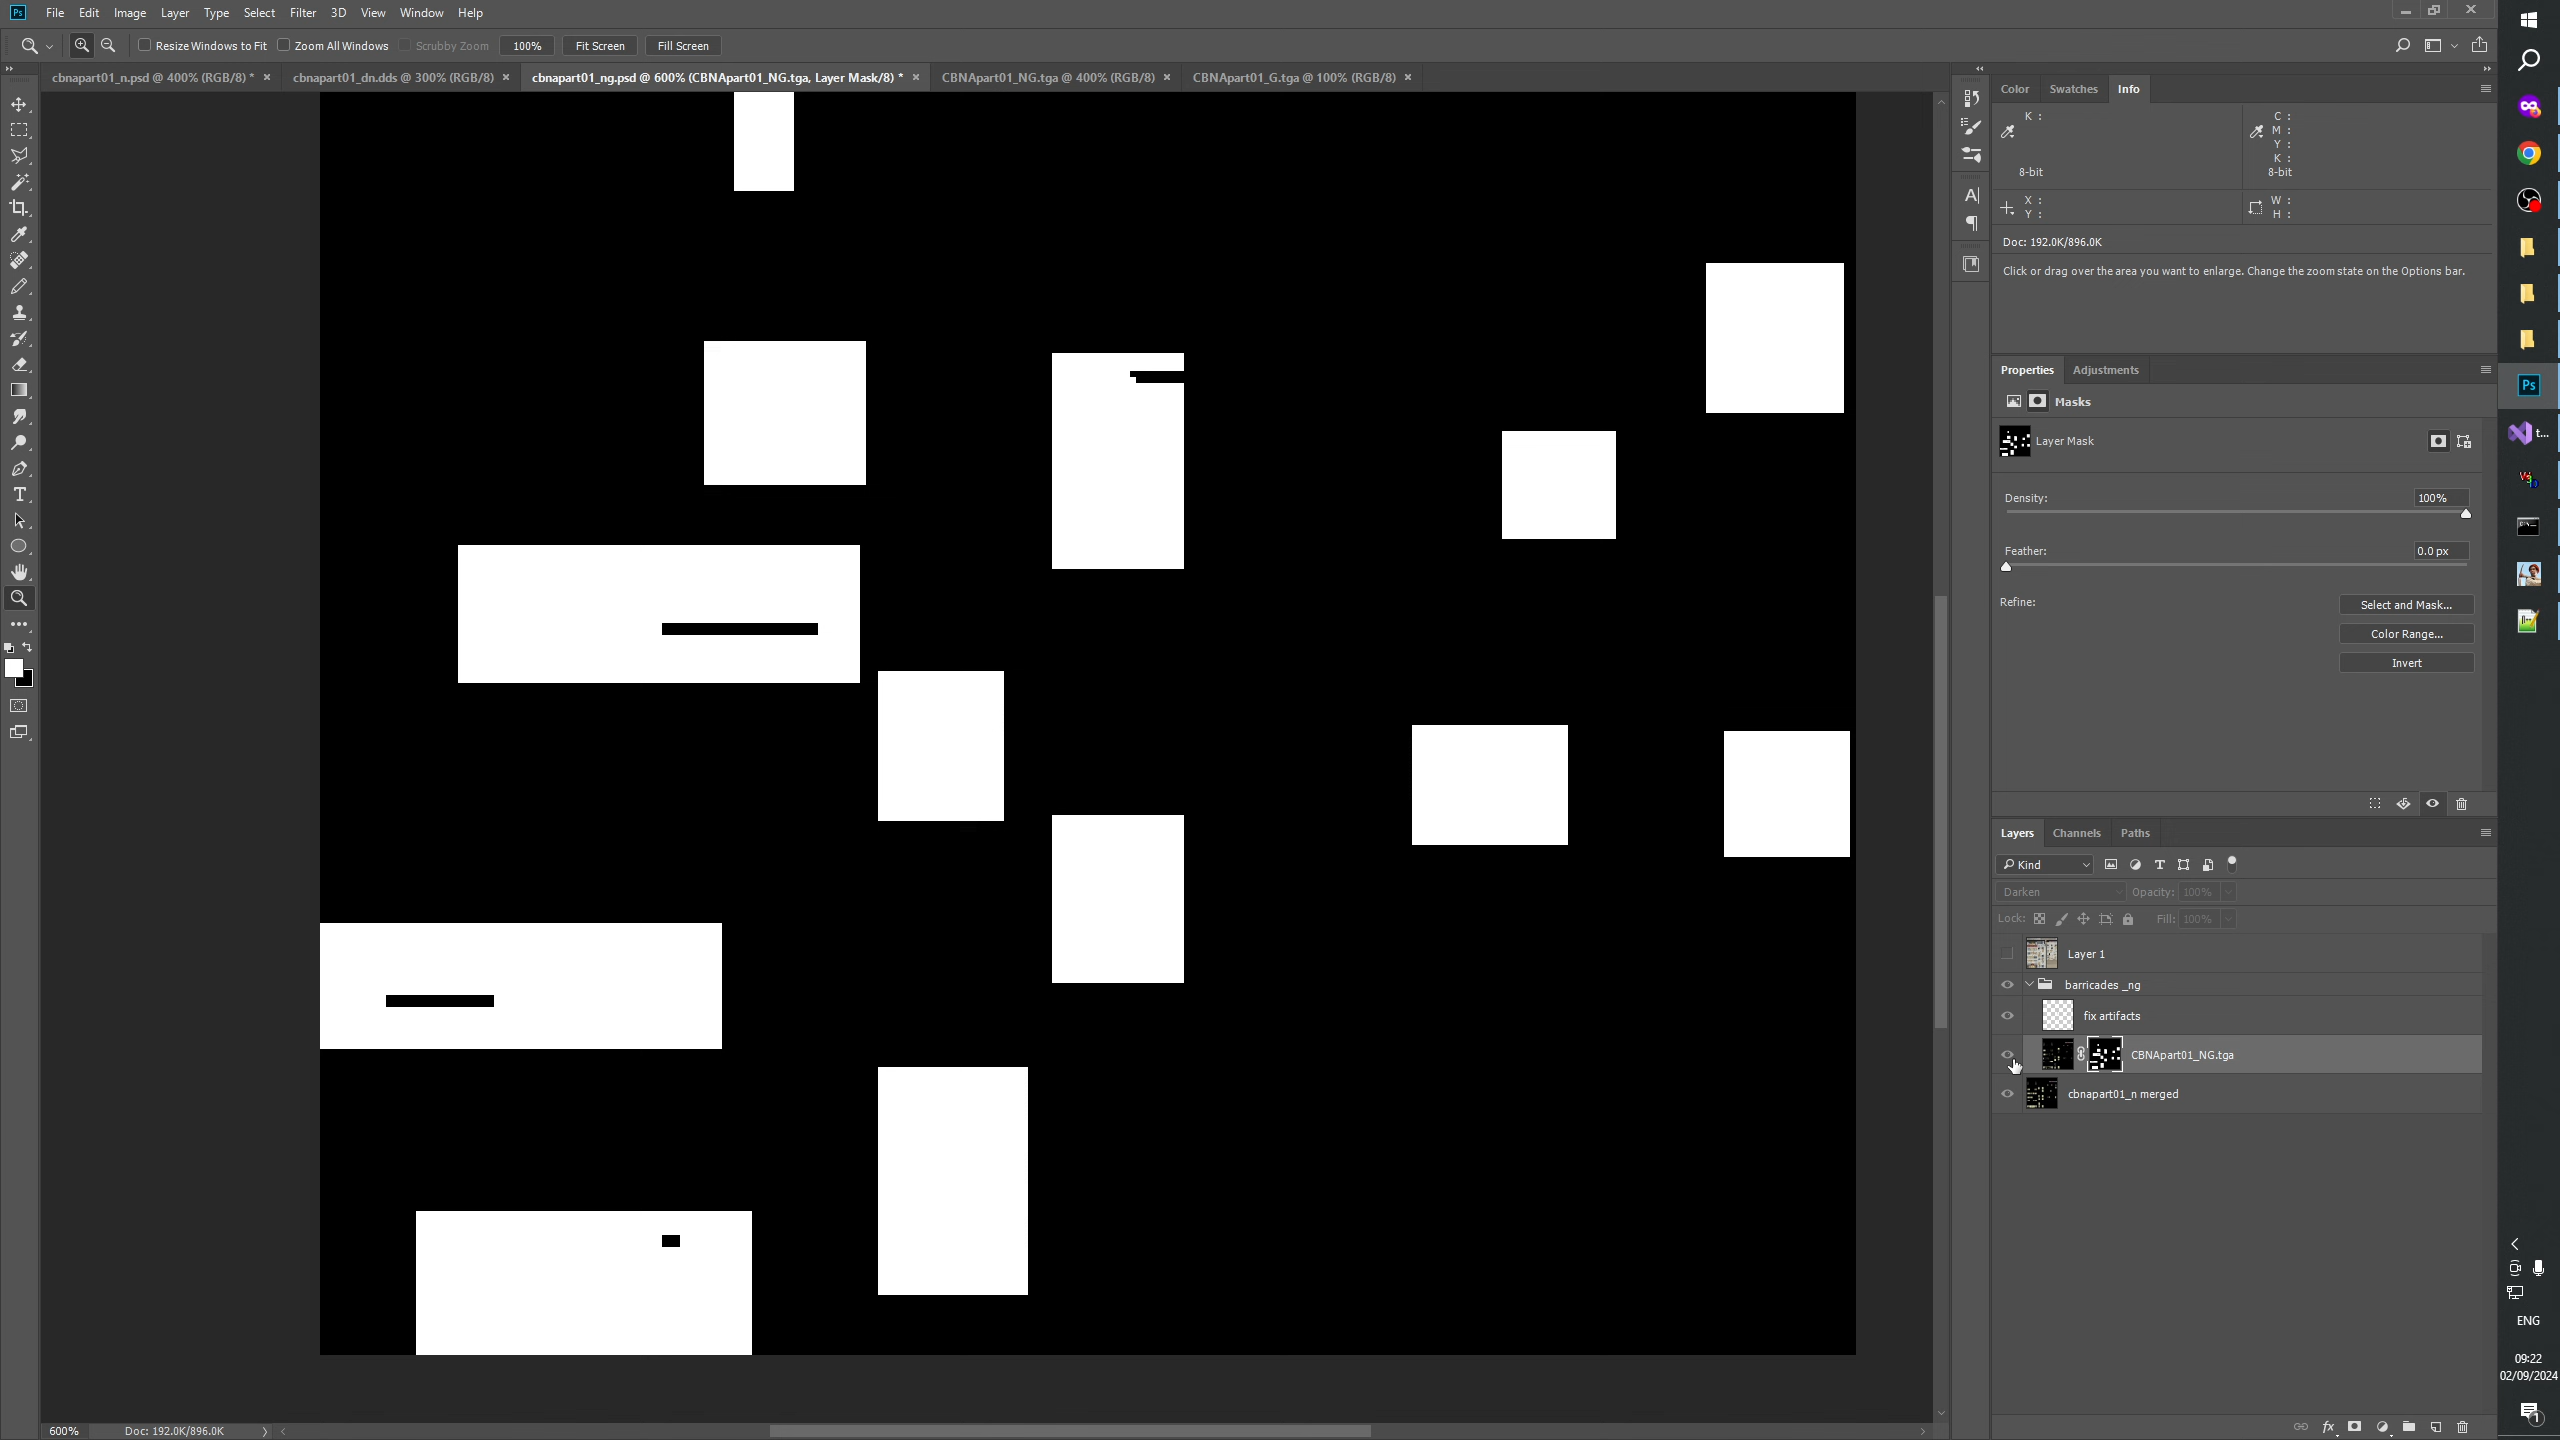 Ps File Edit Image Layer Type Select Filter 3D View Window Help
Resize Windows to Fit Zoom All Windows Scrubby Zoom 100% Fit Screen Fill Screen
cbnapart01_n.psd @ 400% (RGB/8) * × cbnapart01_dn.dds @ 300% (RGB/8) × cbnapart01_ng.psd @ 600% (CBNApart01_NG.tga, Layer Mask/8) * × CBNApart01_NG.tga @ 400% (RGB/8) × CBNApart01_G.tga @ 100% (RGB/8) ×
Color Swatches Info
K :
8-bit
C :
M :
Y :
K :
8-bit
X :
Y :
W :
H :
Doc: 192.0K/896.0K
Click or drag over the area you want to enlarge. Change the zoom state on the Options bar.
Properties Adjustments
Masks
Layer Mask
Density: 100%
Feather: 0.0 px
Refine: Select and Mask...
Color Range...
Invert
Layers Channels Paths
Kind
Darken Opacity: 100%
Lock: Fill: 100%
Layer 1
barricades _ng
fix artifacts
CBNApart01_NG.tga
cbnapart01_n merged
Ps
t...
ENG
09:22
02/09/2024
1
600% Doc: 192.0K/896.0K